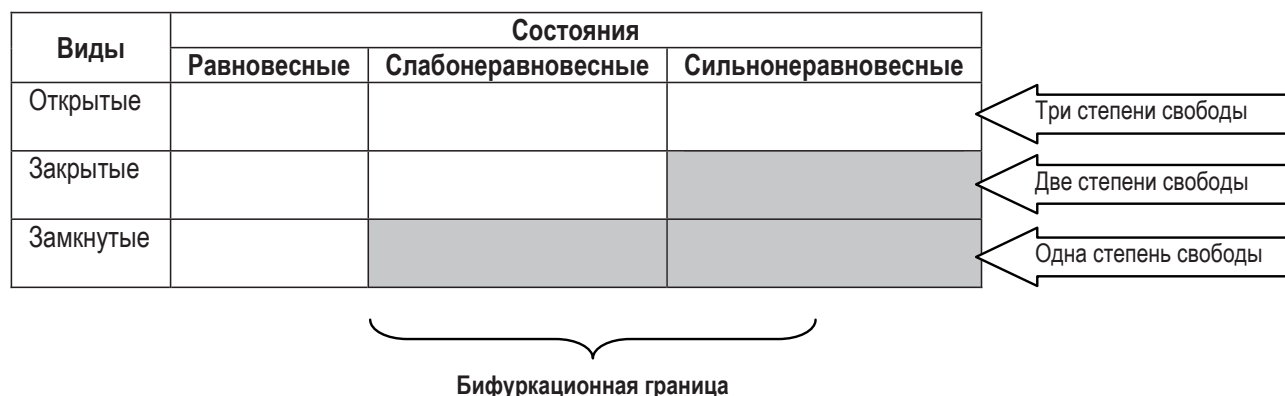 Виды
Состояния
Равновесные
Слабонеравновесные
Сильнонеравновесные
Открытые
Три степени свободы
Закрытые
Две степени свободы
Замкнутые
Одна степень свободы
Бифуркационная граница